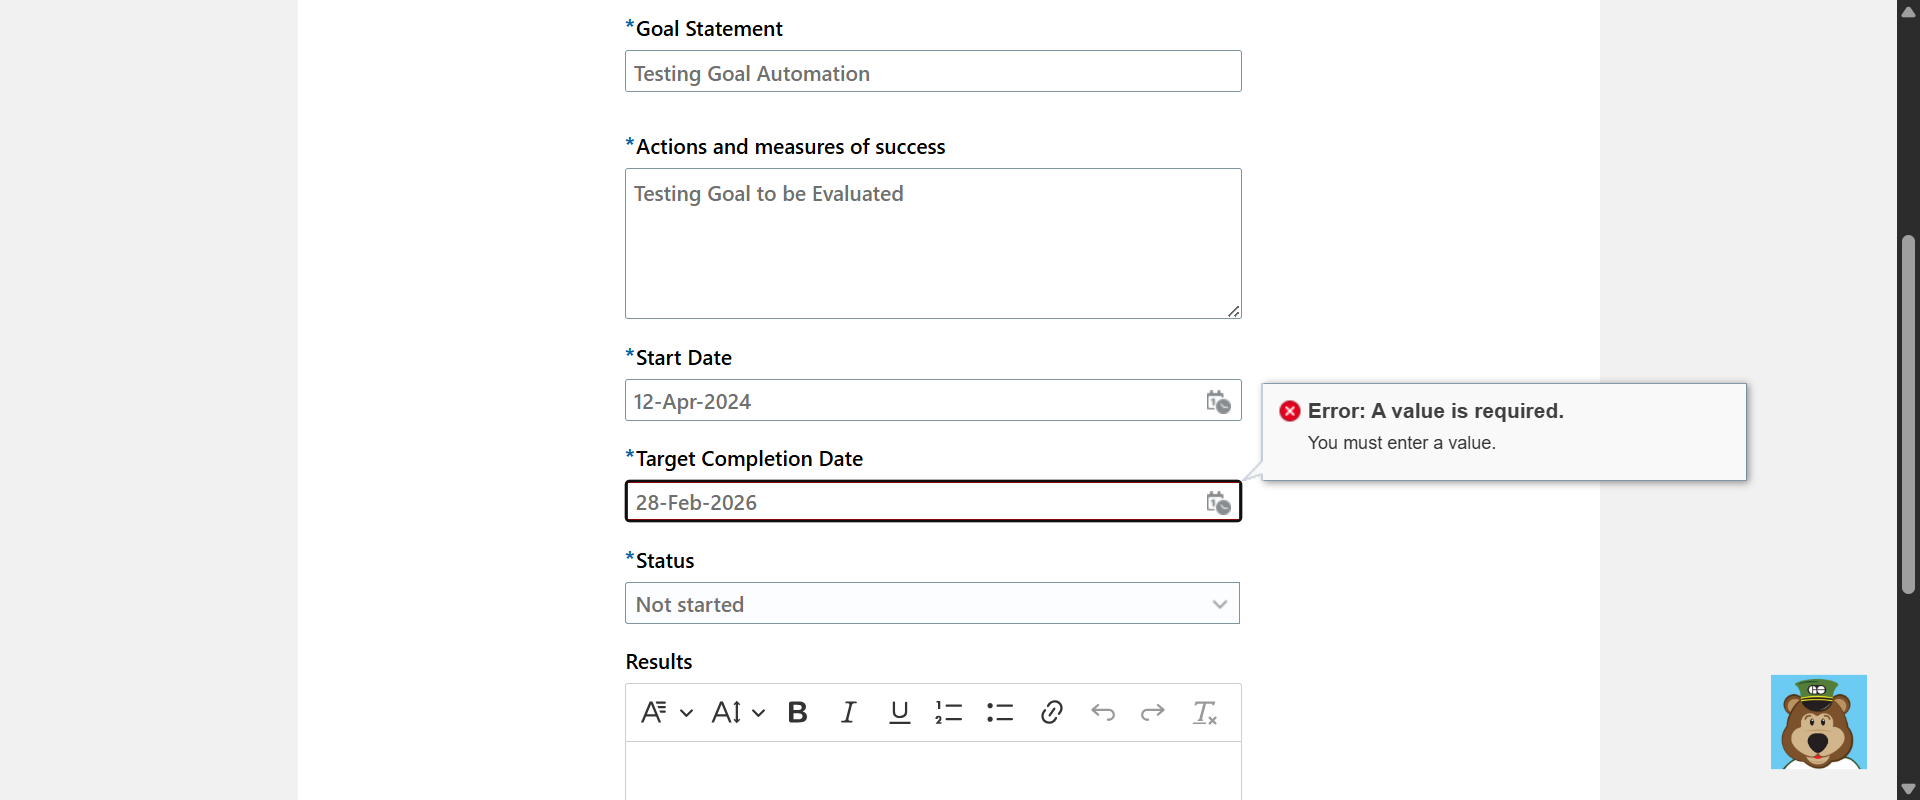 *Goal Statement
Testing Goal Automation
*Actions and measures of success
Testing Goal to be Evaluated
*Start Date
12-Apr-2024
Error: A value is required.
You must enter a value.
*Target Completion Date
28-Feb-2026
*Status
Not started
Results